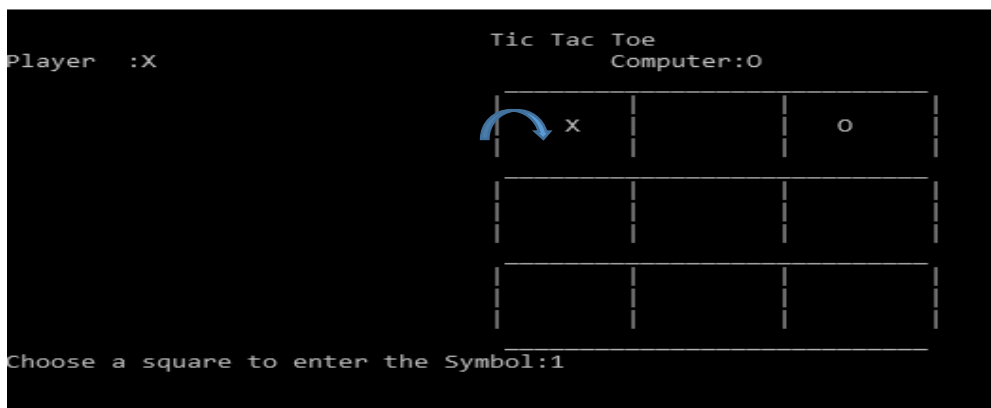 Tic Tac Toe
Player :X Computer:O
X O
Choose a square to enter the Symbol:1